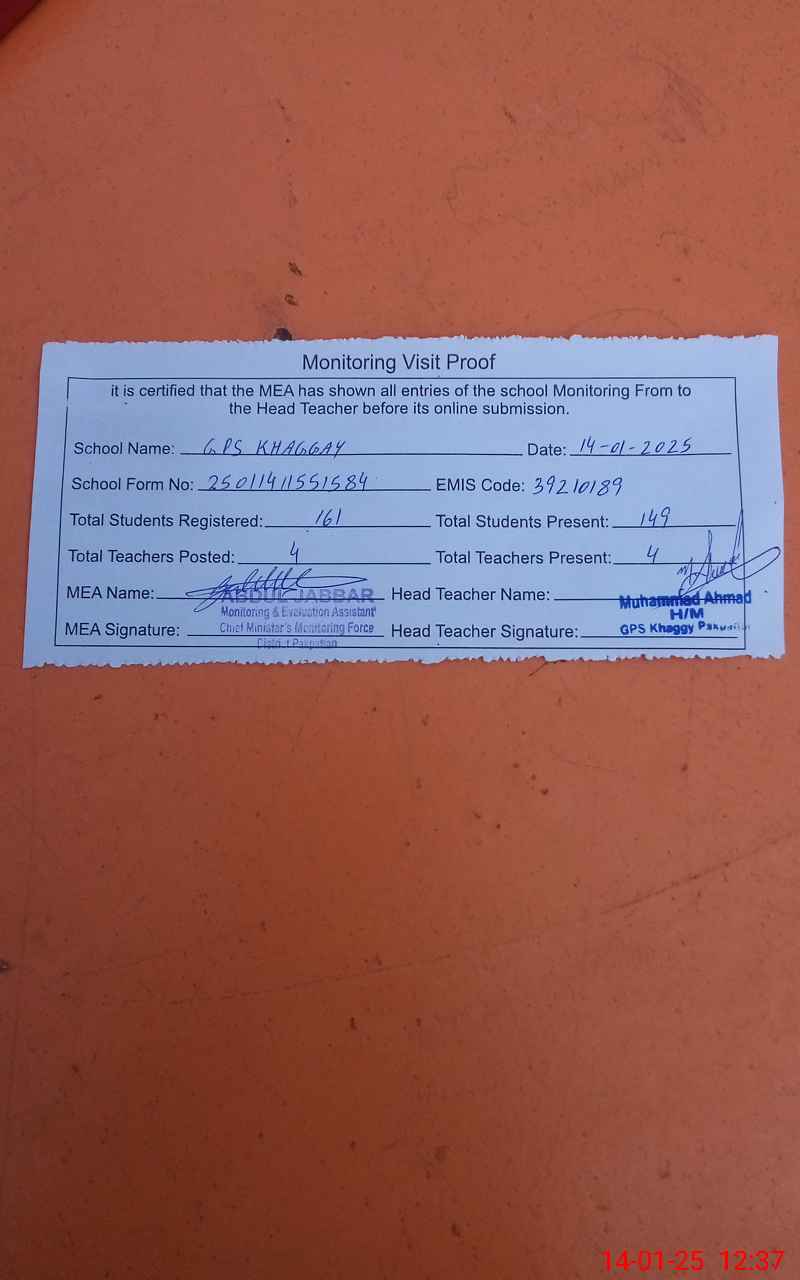 Monitoring Visit Proof
it is certified that the MEA has shown all entries of the school Monitoring From to
the Head Teacher before its online submission.
School Name: GPS KHAGGAY Date: 14-01-2025
School Form No: 25011411551584 EMIS Code: 39210189
Total Students Registered: 161 Total Students Present: 149
Total Teachers Posted: 4 Total Teachers Present: 4
MEA Name: ABDUL JABBAR Head Teacher Name: Muhammad Ahmad
Monitoring & Evaluation Assistant H/M
MEA Signature: Chief Minister's Monitoring Force Head Teacher Signature: GPS Khaggy
District Pakpattan
14-01-25 12:37